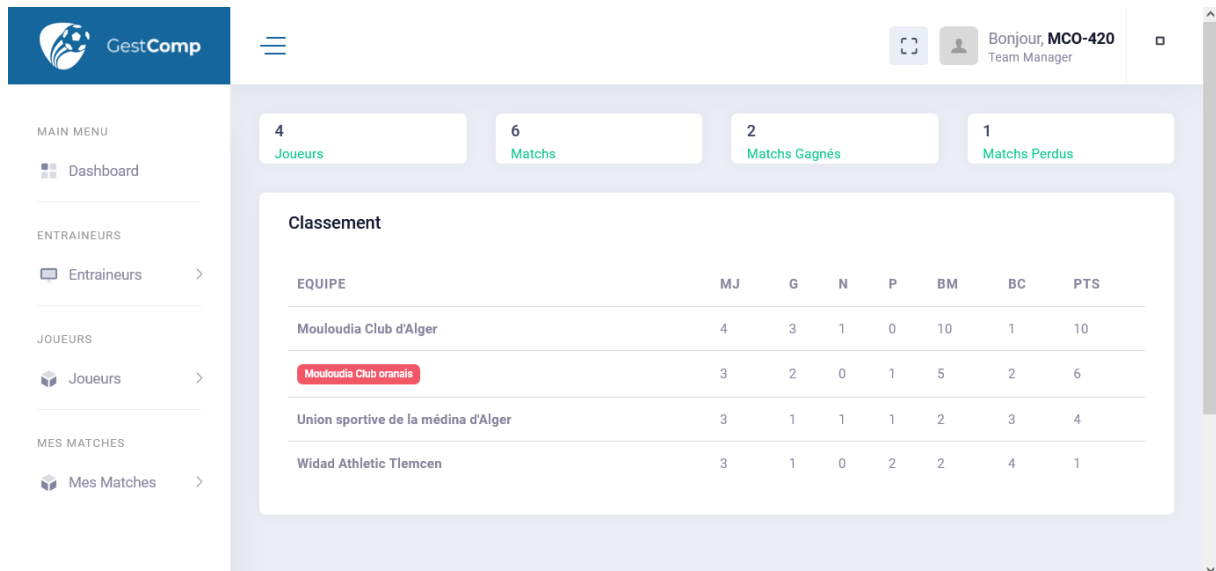 GestComp
Bonjour, MCO-420
Team Manager
MAIN MENU
Dashboard
ENTRAINEURS
Entraineurs
JOUEURS
Joueurs
MES MATCHES
Mes Matches
4
Joueurs
6
Matchs
2
Matchs Gagnés
1
Matchs Perdus
Classement
EQUIPE MJ G N P BM BC PTS
Mouloudia Club d'Alger 4 3 1 0 10 1 10
Mouloudia Club oranais 3 2 0 1 5 2 6
Union sportive de la médina d'Alger 3 1 1 1 2 3 4
Widad Athletic Tlemcen 3 1 0 2 2 4 1